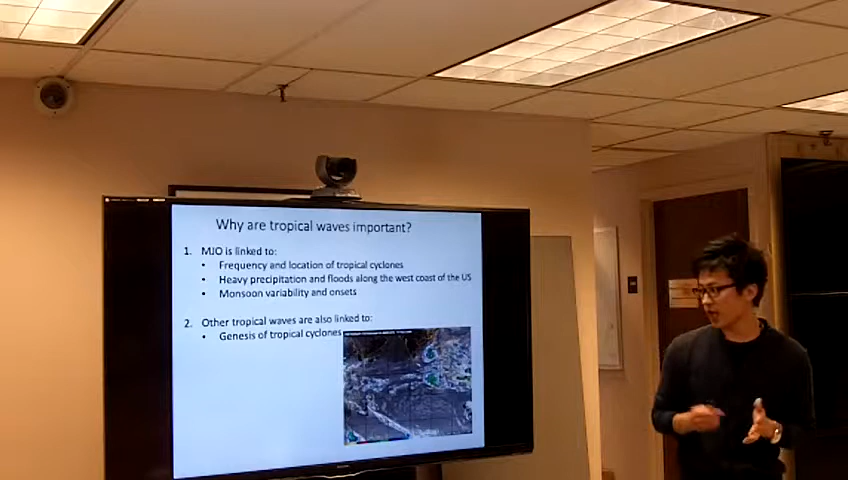 Why are tropical waves important?
1. MJO is linked to:
• Frequency and location of tropical cyclones
• Heavy precipitation and floods along the west coast of the US
• Monsoon variability and onsets
2. Other tropical waves are also linked to:
• Genesis of tropical cyclones